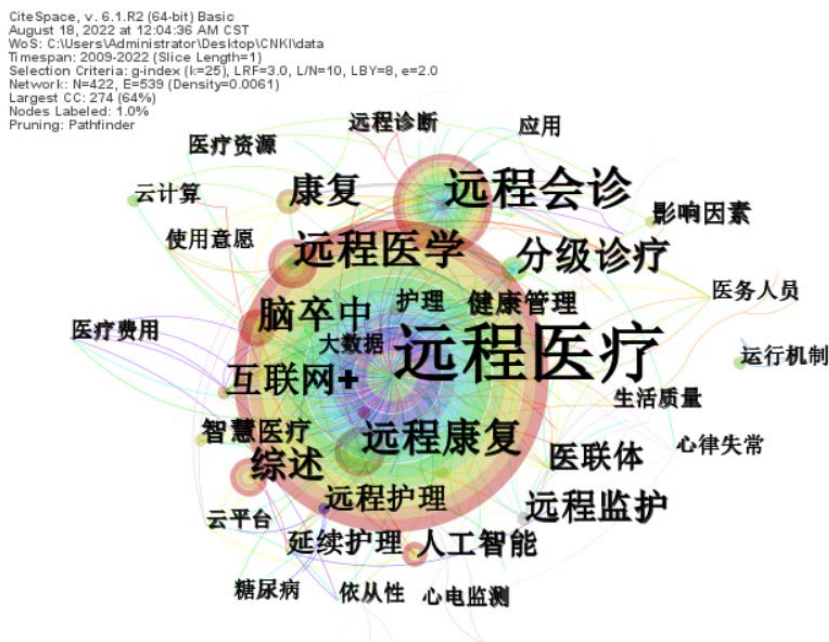 CiteSpace, v. 6.1.R2 (64-bit) Basic
August 18, 2022 at 12:04:36 AM CST
WoS: C:\Users\Administrator\Desktop\CNKI\data
Timespan: 2009-2022 (Slice Length=1)
Selection Criteria: g-index (k=25), LRF=3.0, L/N=10, LBY=8, e=2.0
Network: N=422, E=539 (Density=0.0061)
Largest CC: 274 (64%)
Nodes Labeled: 1.0%
Pruning: Pathfinder
远程诊断
应用
医疗资源
云计算
康复
远程会诊
影响因素
使用意愿
远程医学
分级诊疗
医务人员
护理
健康管理
脑卒中
医疗费用
大数据
远程医疗
运行机制
互联网+
生活质量
智慧医疗
远程康复
心律失常
综述
医联体
远程护理
远程监护
云平台
延续护理
人工智能
糖尿病
依从性
心电监测